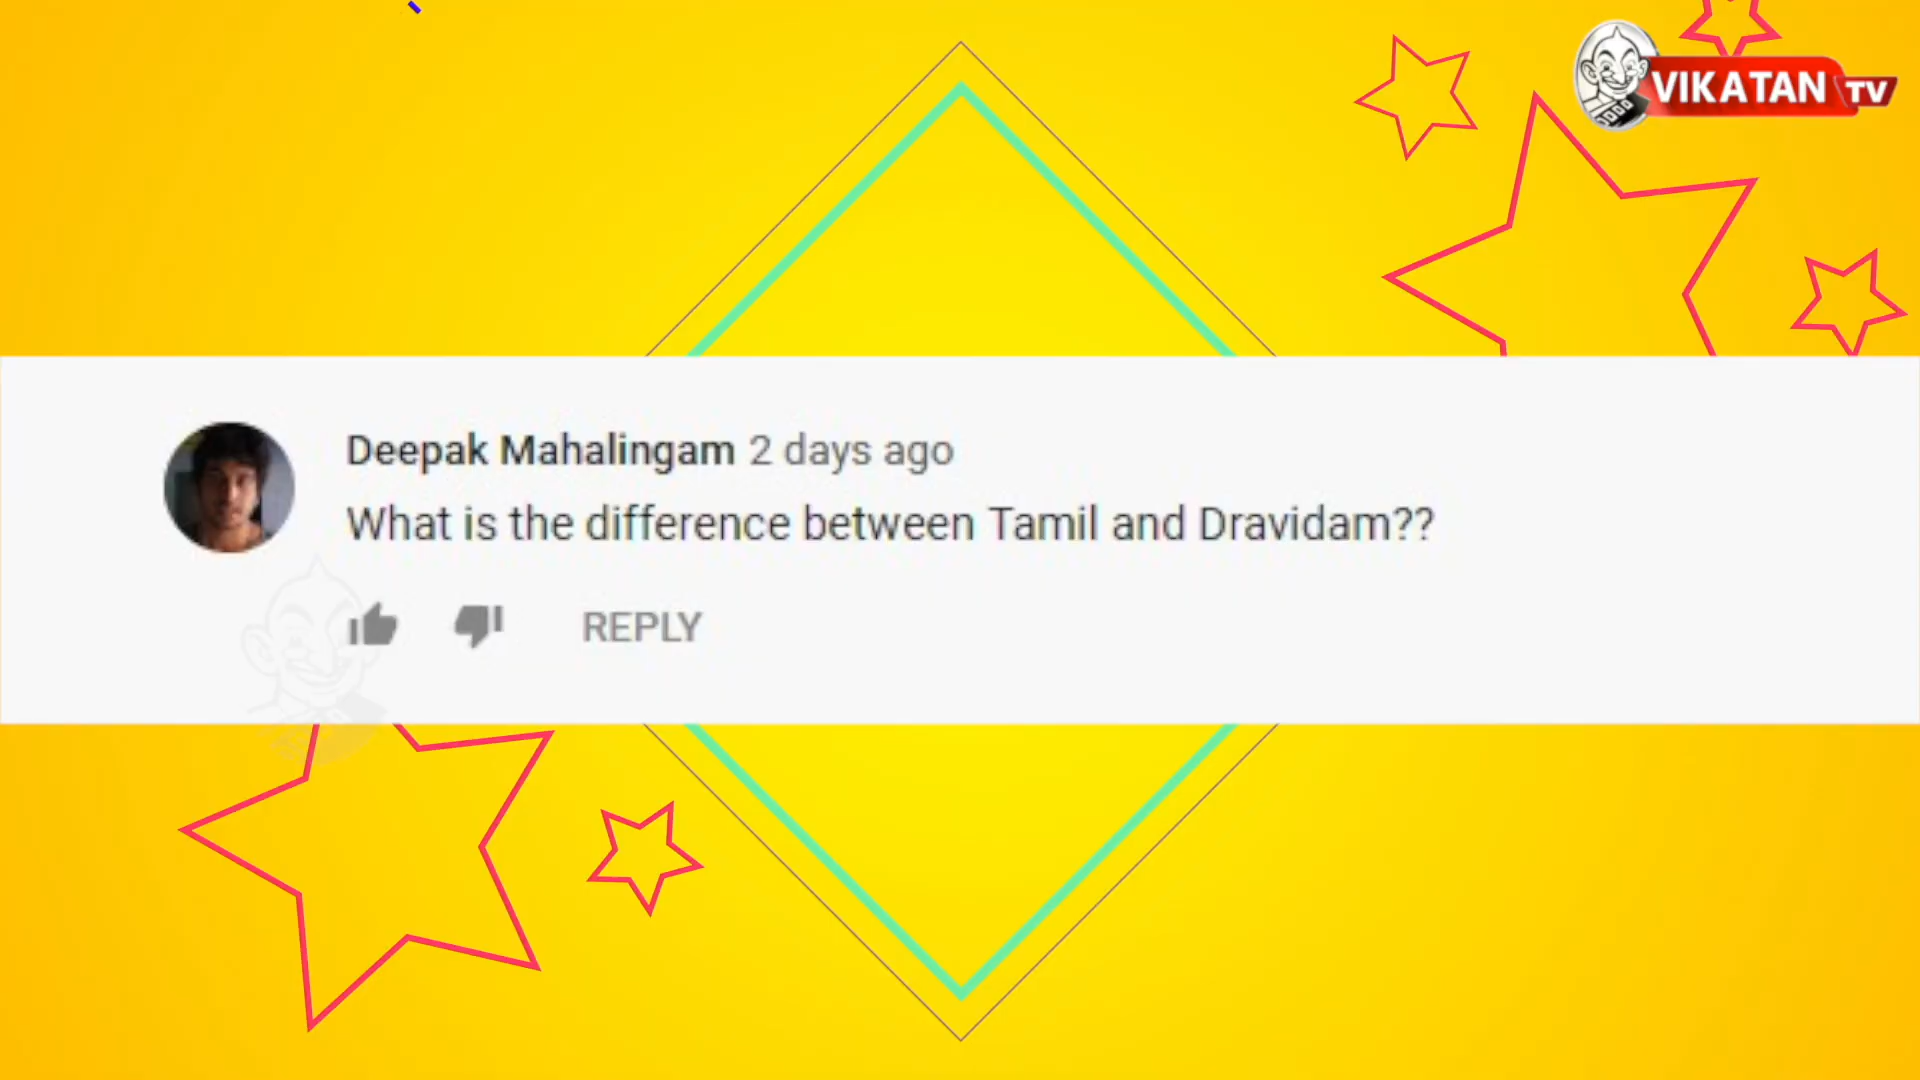 VIKATAN TV
Deepak Mahalingam 2 days ago
What is the difference between Tamil and Dravidam??
REPLY